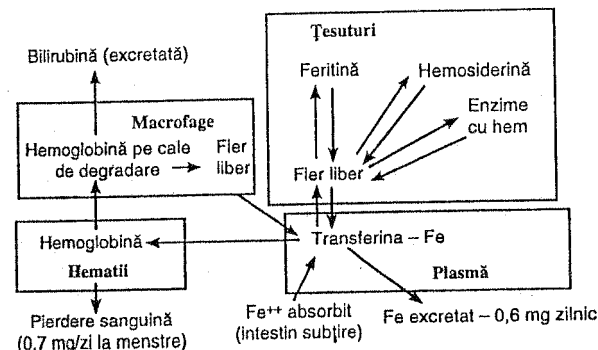 Țesuturi
Bilirubină (excretată)
Feritină
Hemosiderină
Enzime
cu hem
Macrofage
Hemoglobină pe cale
de degradare
Fier
liber
Fier liber
Hemoglobină
Hematii
Transferina – Fe
Plasmă
Pierdere sanguină
(0,7 mg/zi la menstre)
Fe++ absorbit
(intestin subțire)
Fe excretat – 0,6 mg zilnic